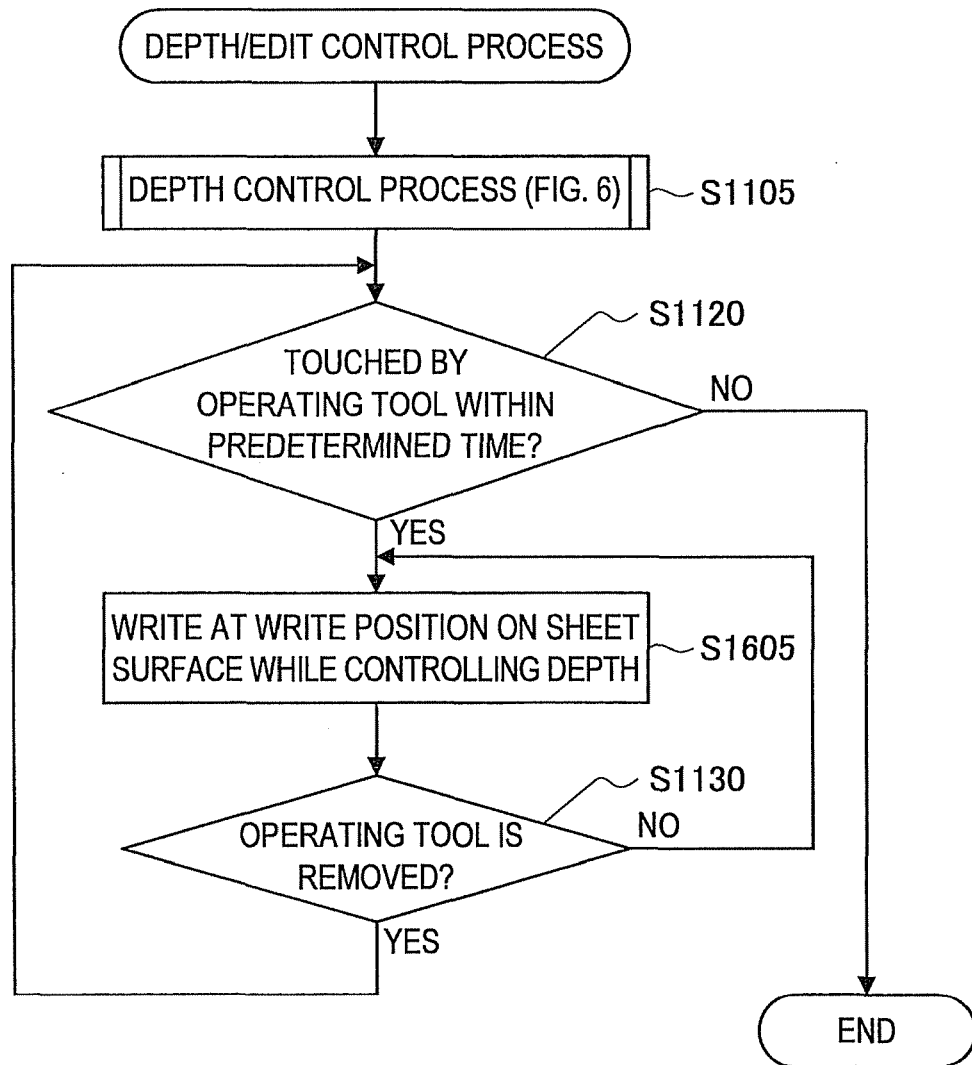 DEPTH/EDIT CONTROL PROCESS
DEPTH CONTROL PROCESS (FIG. 6)
S1105
S1120
TOUCHED BY
OPERATING TOOL WITHIN
PREDETERMINED TIME?
NO
YES
WRITE AT WRITE POSITION ON SHEET
SURFACE WHILE CONTROLLING DEPTH
S1605
S1130
OPERATING TOOL IS
REMOVED?
NO
YES
END